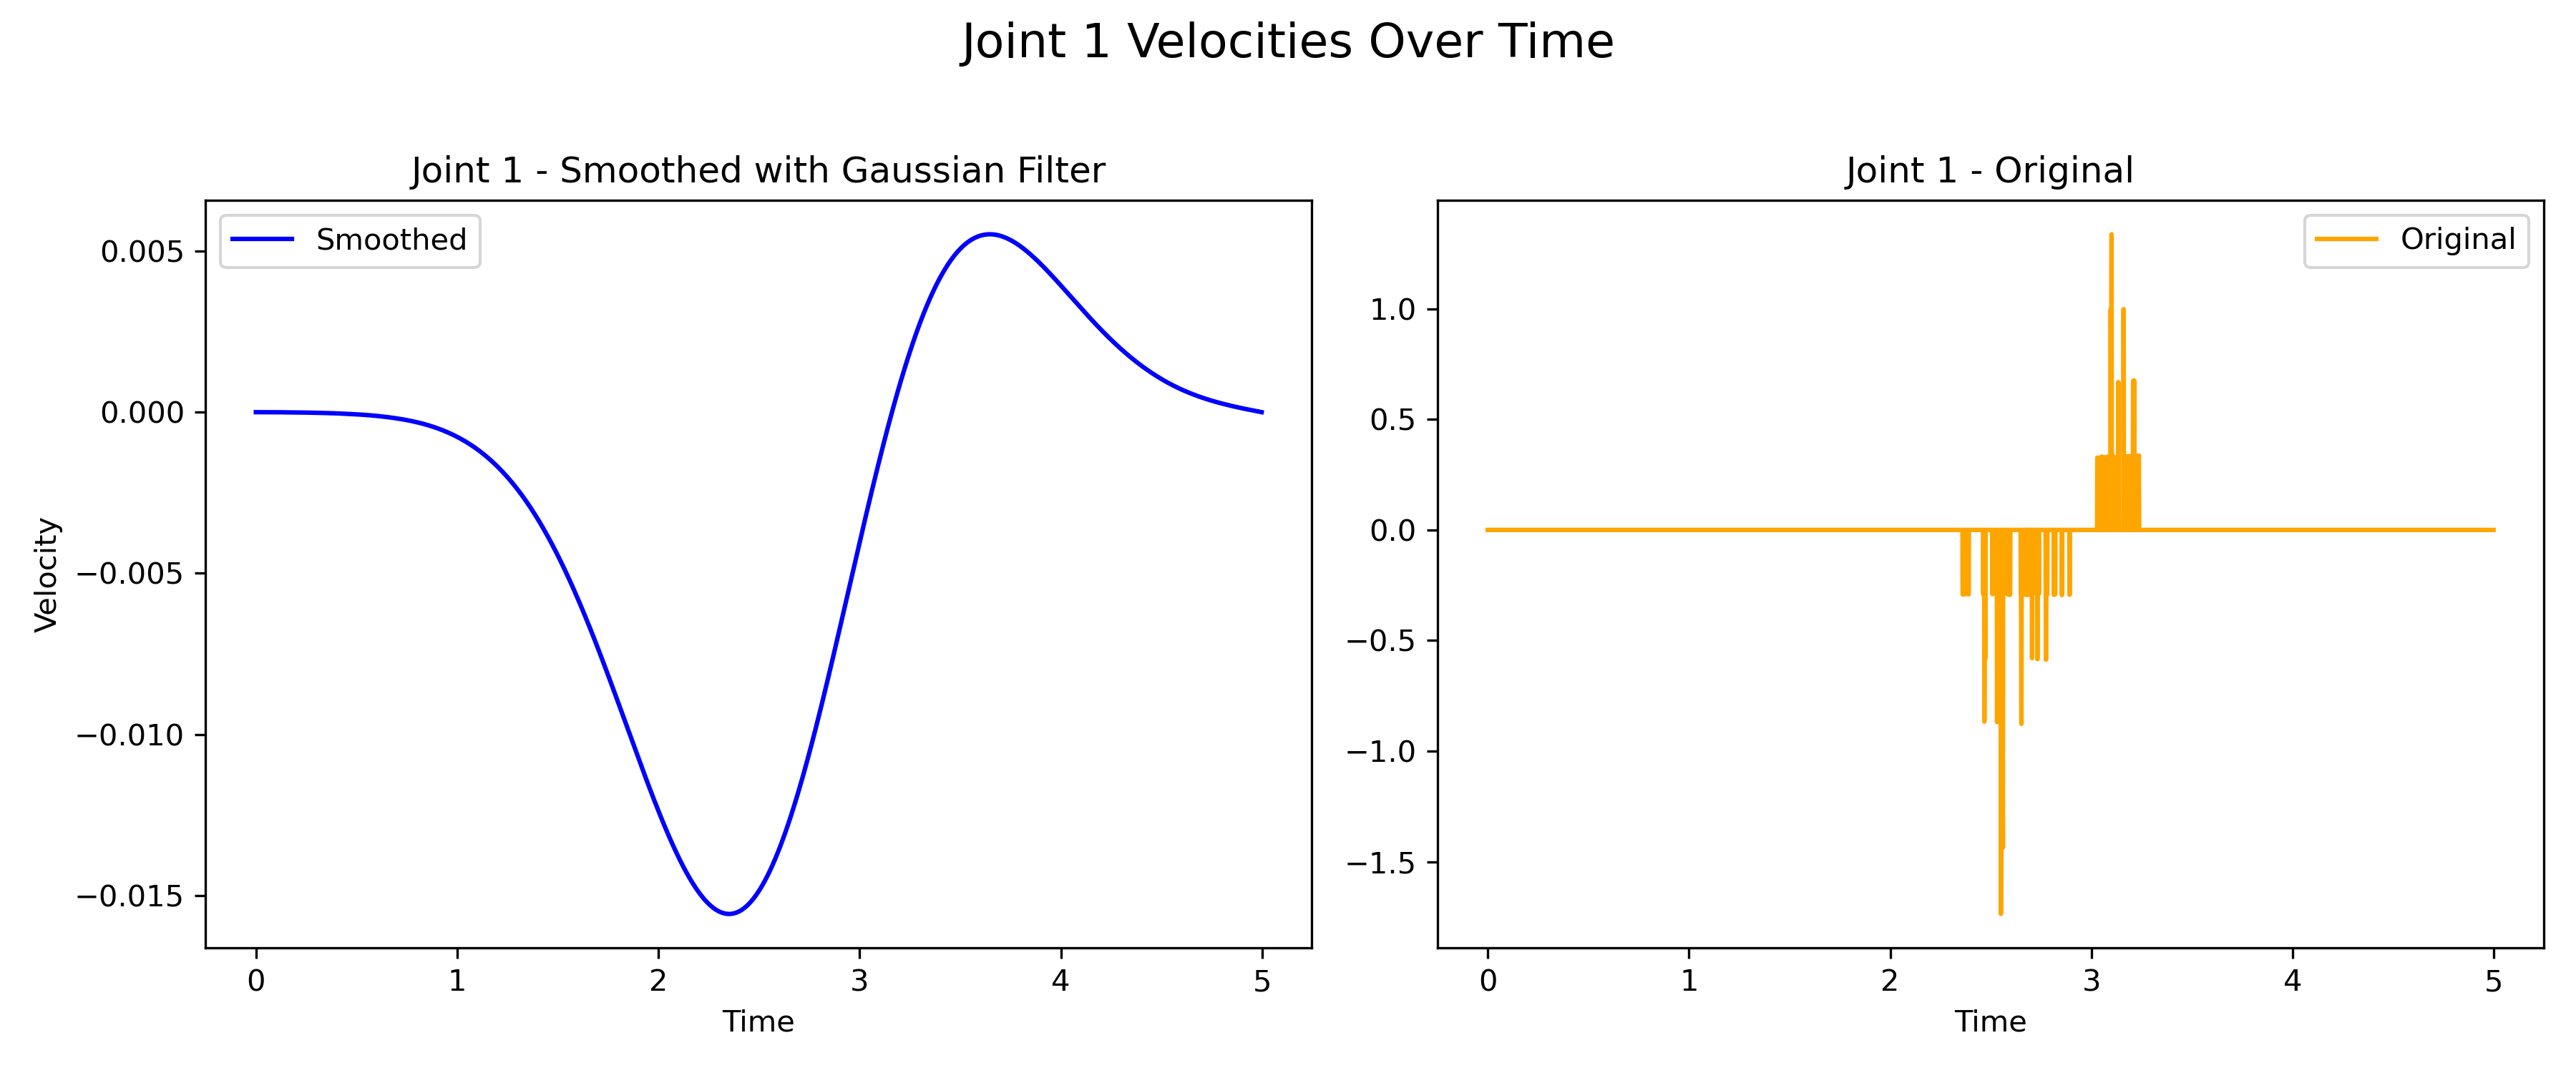 Joint 1 Velocities Over Time
Joint 1 - Smoothed with Gaussian Filter
Smoothed
0.005
0.000
−0.005
−0.010
−0.015
Velocity
0 1 2 3 4 5
Time
Joint 1 - Original
Original
1.0
0.5
0.0
−0.5
−1.0
−1.5
0 1 2 3 4 5
Time